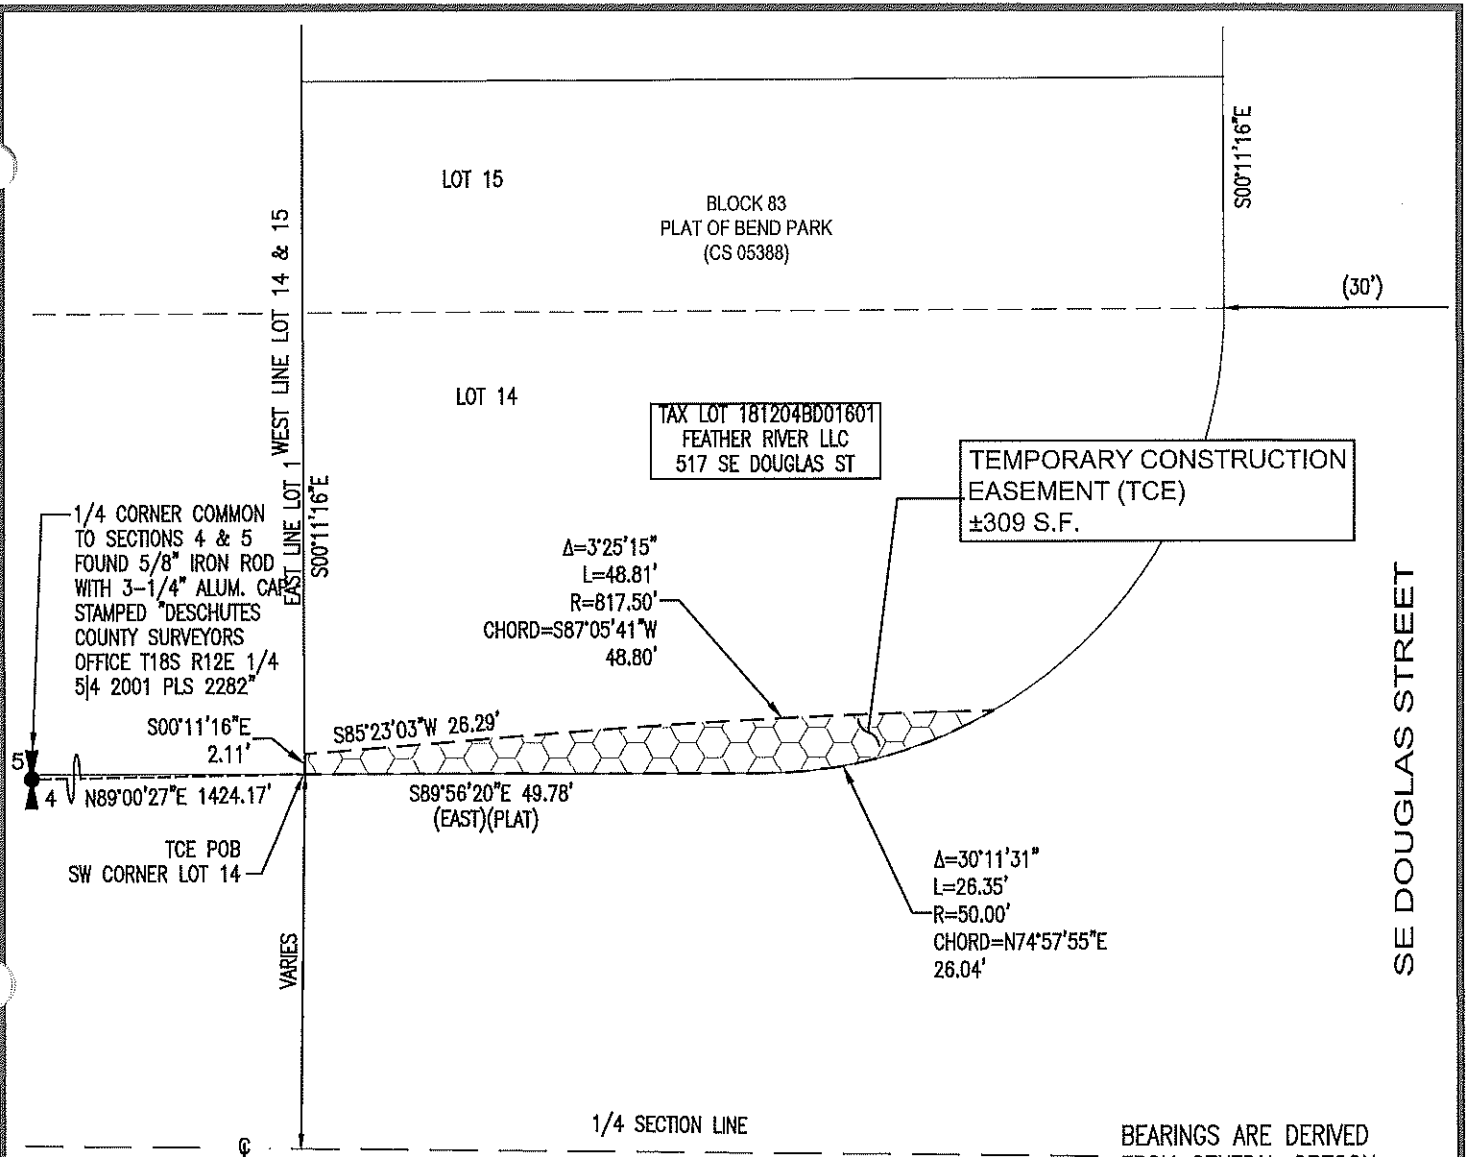 LOT 15
BLOCK 83
PLAT OF BEND PARK
(CS 05388)
S00°11'16"E
(30')
WEST LINE LOT 14 & 15
EAST LINE LOT 1
S00°11'16"E
LOT 14
TAX LOT 181204BD01601
FEATHER RIVER LLC
517 SE DOUGLAS ST
TEMPORARY CONSTRUCTION
EASEMENT (TCE)
±309 S.F.
1/4 CORNER COMMON
TO SECTIONS 4 & 5
FOUND 5/8" IRON ROD
WITH 3-1/4" ALUM. CAP
STAMPED "DESCHUTES
COUNTY SURVEYORS
OFFICE T18S R12E 1/4
5|4 2001 PLS 2282"
Δ=3°25'15"
L=48.81'
R=817.50'
CHORD=S87°05'41"W
48.80'
SE DOUGLAS STREET
S00°11'16"E
2.11'
S85°23'03"W 26.29'
5
4
N89°00'27"E 1424.17'
S89°56'20"E 49.78'
(EAST)(PLAT)
TCE POB
SW CORNER LOT 14
Δ=30°11'31"
L=26.35'
R=50.00'
CHORD=N74°57'55"E
26.04'
VARIES
1/4 SECTION LINE
BEARINGS ARE DERIVED